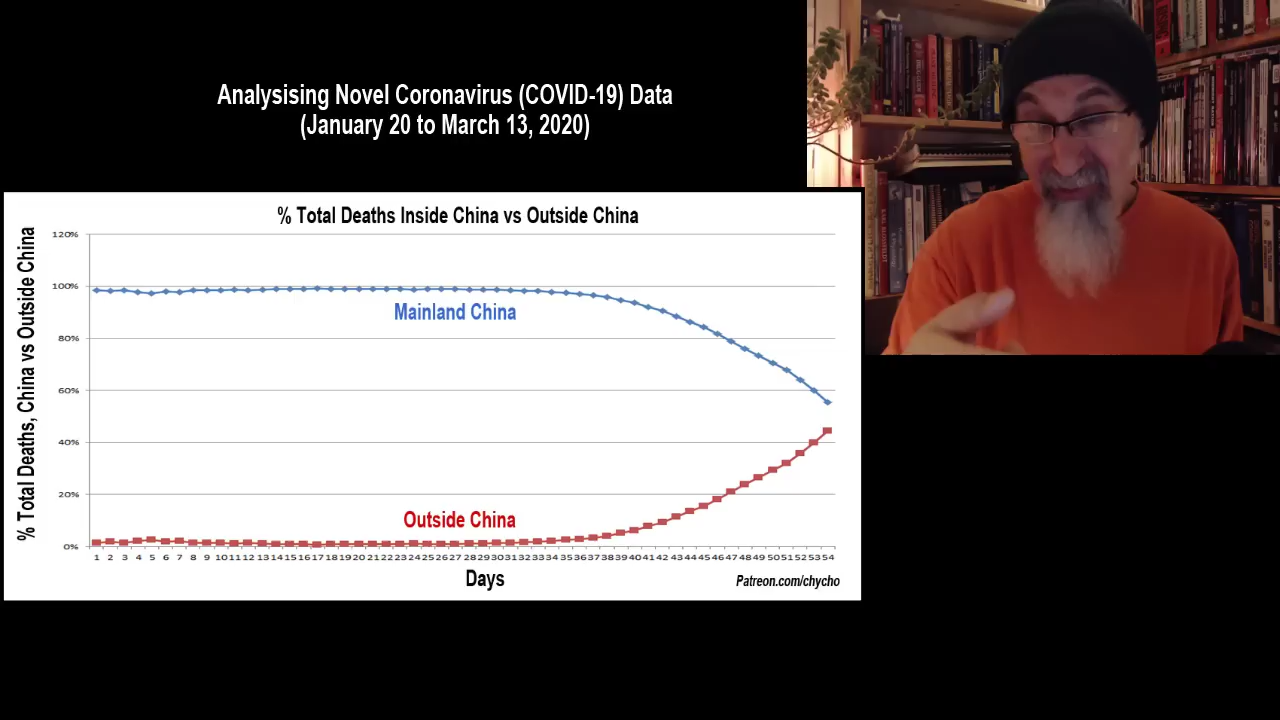 Analysising Novel Coronavirus (COVID-19) Data
(January 20 to March 13, 2020)
% Total Deaths Inside China vs Outside China
% Total Deaths, China vs Outside China
120%
100%
80%
60%
40%
20%
0%
Mainland China
Outside China
1 2 3 4 5 6 7 8 9 10 11 12 13 14 15 16 17 18 19 20 21 22 23 24 25 26 27 28 29 30 31 32 33 34 35 36 37 38 39 40 41 42 43 44 45 46 47 48 49 50 51 52 53 54
Days
Patreon.com/chycho
KARL BLOSSFELDT